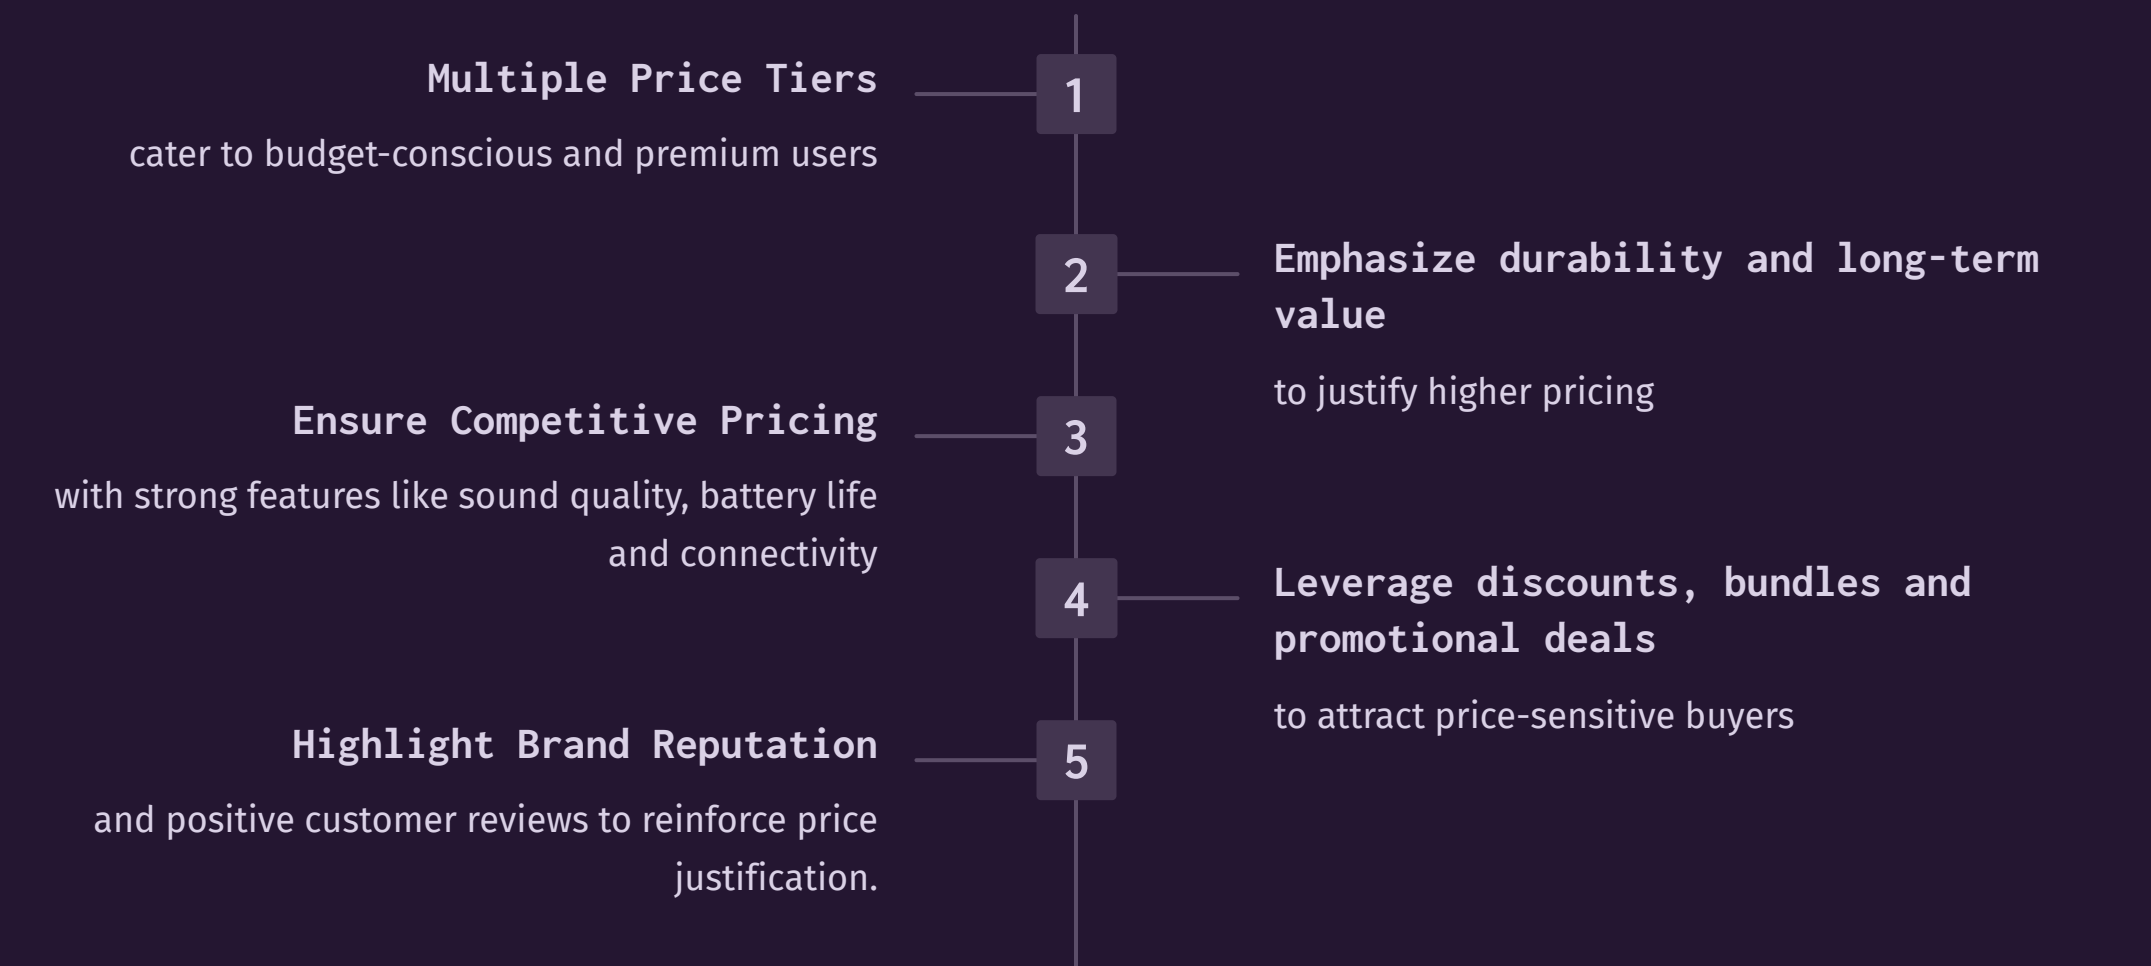 1
Multiple Price Tiers
cater to budget-conscious and premium users
2
Emphasize durability and long-term
value
to justify higher pricing
3
Ensure Competitive Pricing
with strong features like sound quality, battery life
and connectivity
4
Leverage discounts, bundles and
promotional deals
to attract price-sensitive buyers
5
Highlight Brand Reputation
and positive customer reviews to reinforce price
justification.